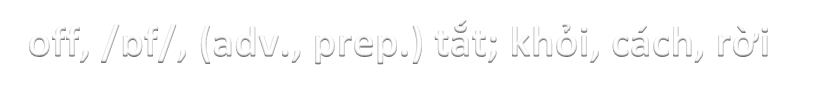 off, /ɒf/, (adv., prep.) tắt; khỏi, cách, rời